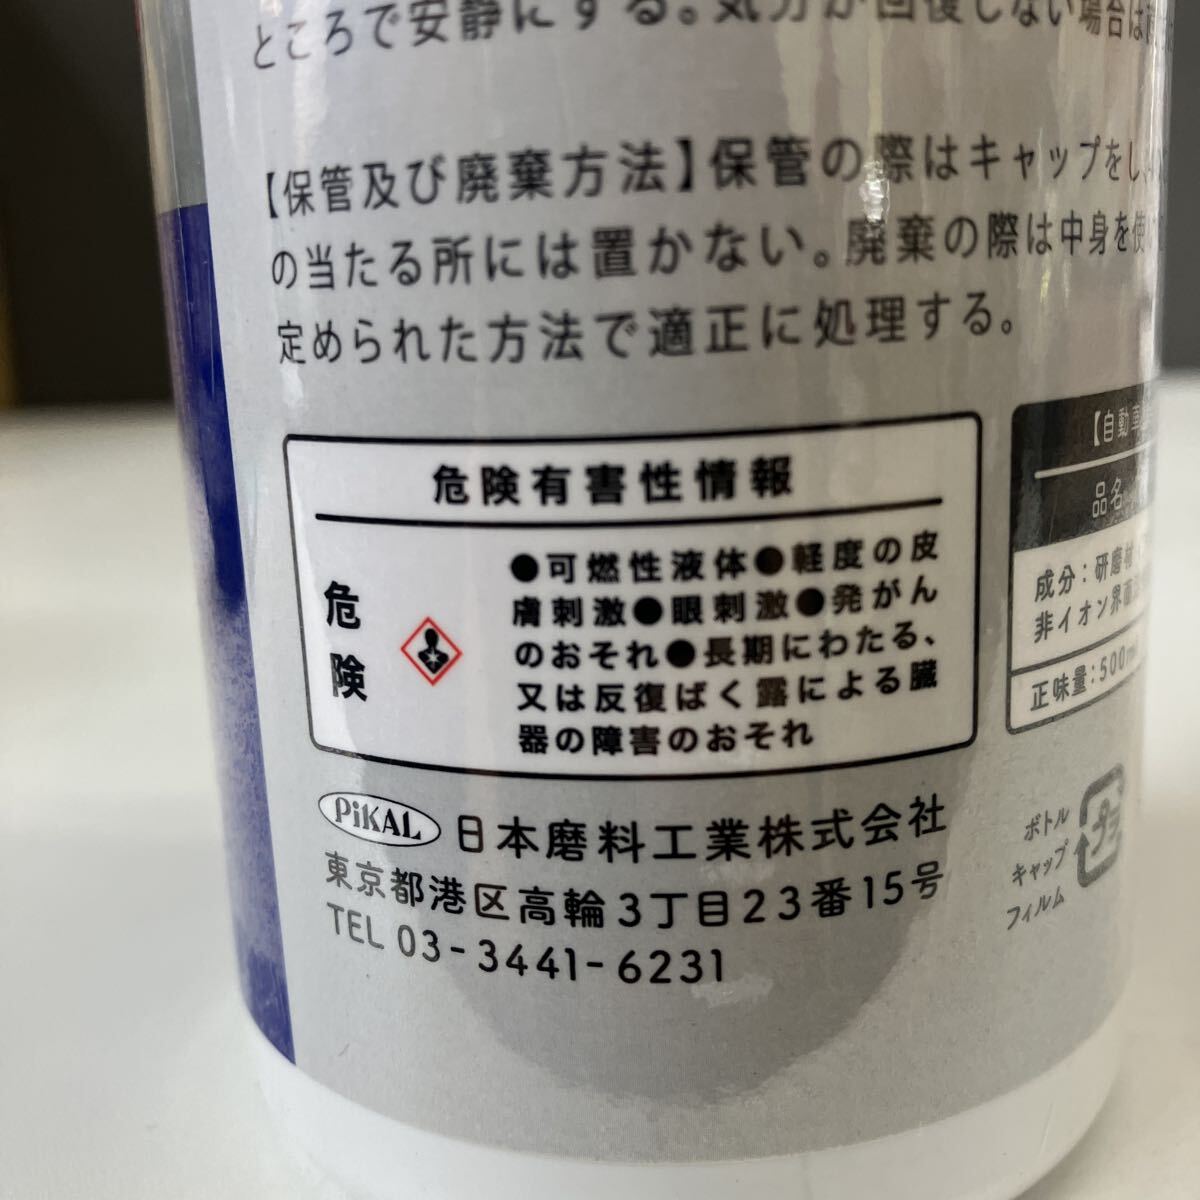 ところで安静にする。気分が回復しない場合は
【保管及び廃棄方法】保管の際はキャップをし、
の当たる所には置かない。廃棄の際は中身を使い
定められた方法で適正に処理する。
危険有害性情報
危険
●可燃性液体●軽度の皮
膚刺激●眼刺激●発がん
のおそれ●長期にわたる、
又は反復ばく露による臓
器の障害のおそれ
PiKAL 日本磨料工業株式会社
東京都港区高輪3丁目23番15号
TEL 03-3441-6231
【自動車
品名
成分：研磨材
非イオン界面
正味量：500ml
ボトル
キャップ
フィルム
プラ